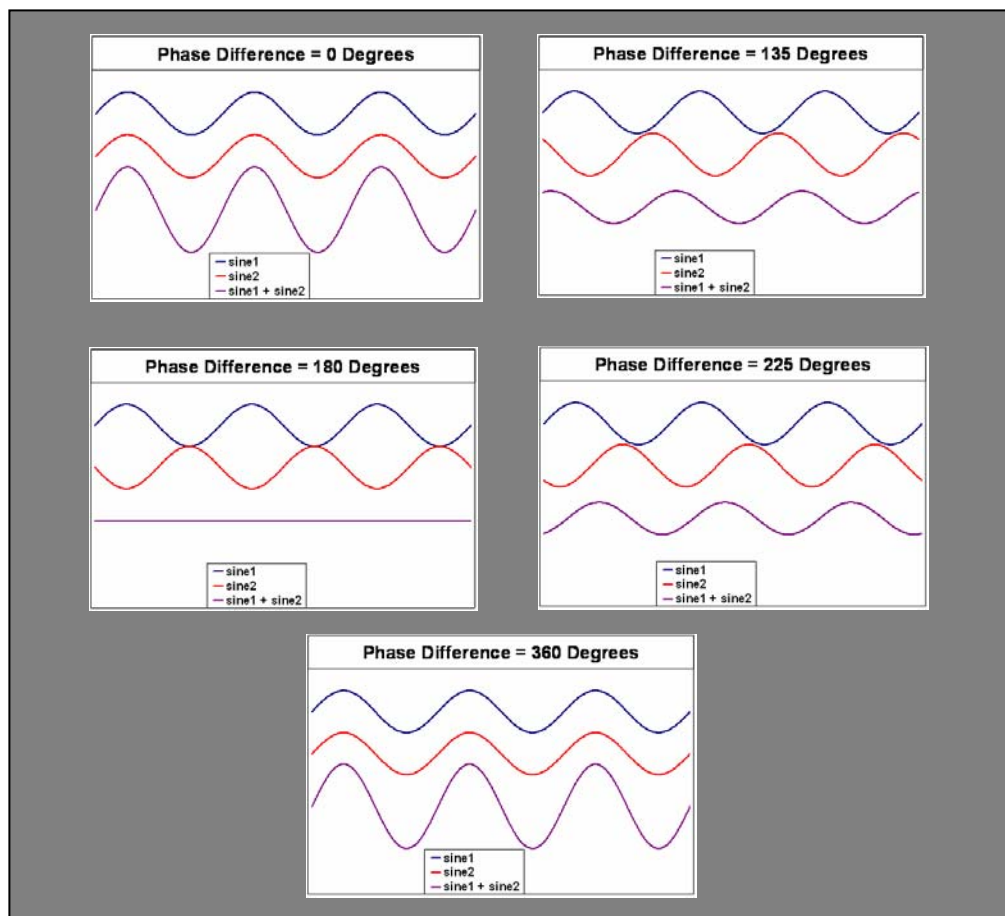 Phase Difference = 0 Degrees
sine1
sine2
sine1 + sine2
Phase Difference = 135 Degrees
sine1
sine2
sine1 + sine2
Phase Difference = 180 Degrees
sine1
sine2
sine1 + sine2
Phase Difference = 225 Degrees
sine1
sine2
sine1 + sine2
Phase Difference = 360 Degrees
sine1
sine2
sine1 + sine2